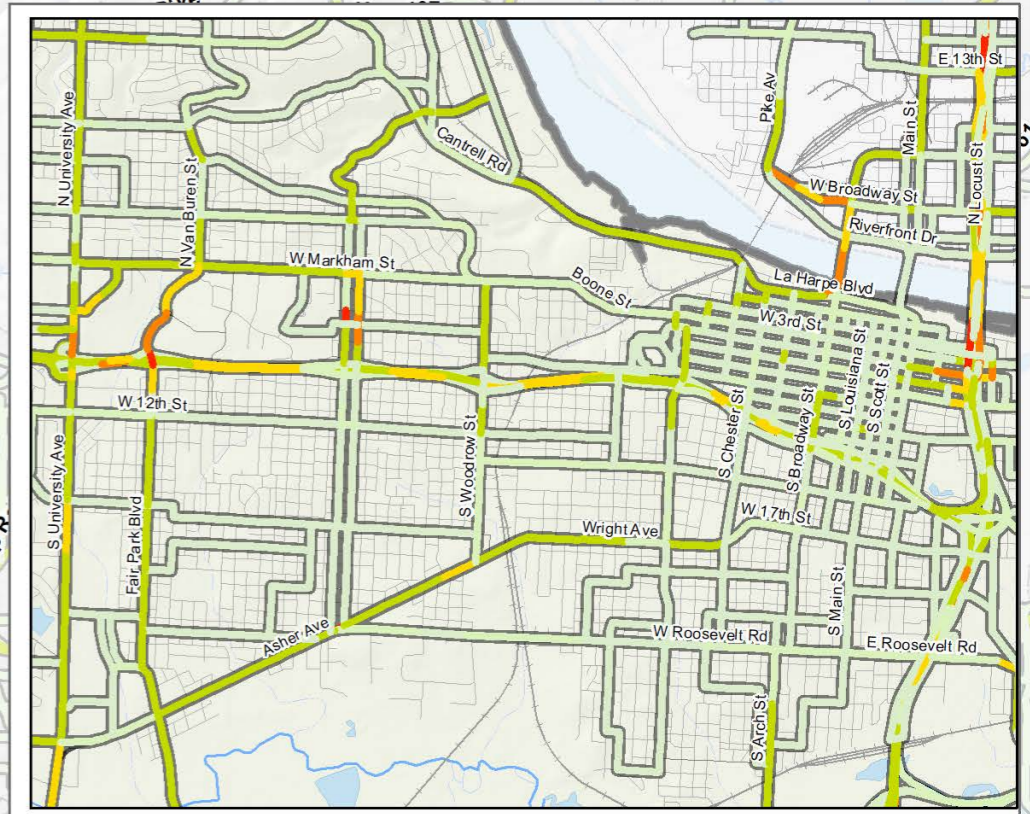 E 13th St
N University Ave
Pike Av
Main St
Cantrell Rd
N Van Buren St
W Broadway St
N Locust St
Riverfront Dr
W Markham St
Boone St
La Harpe Blvd
W 3rd St
S Louisiana St
S Scott St
W 12th St
S Chester St
S Broadway St
S University Ave
S Woodrow St
Fair Park Blvd
W 17th St
Wright Ave
S Main St
Asher Ave
W Roosevelt Rd
E Roosevelt Rd
S Arch St